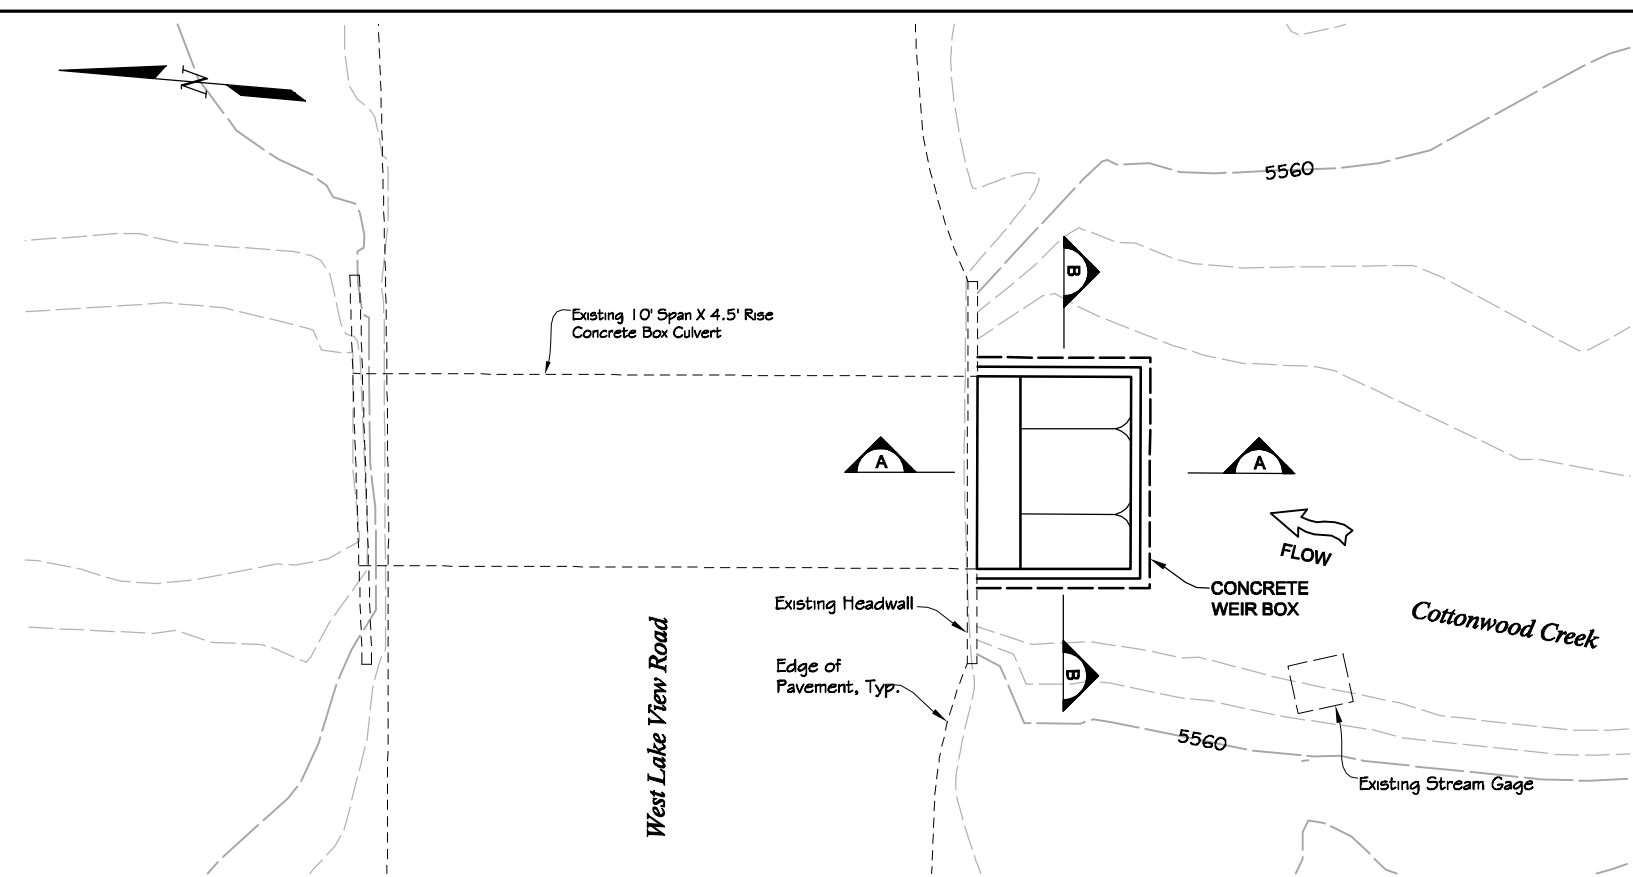 N
5560
B
Existing 10' Span X 4.5' Rise
Concrete Box Culvert
A
A
FLOW
CONCRETE
WEIR BOX
Existing Headwall
Cottonwood Creek
Edge of
Pavement, Typ.
B
West Lake View Road
5560
Existing Stream Gage